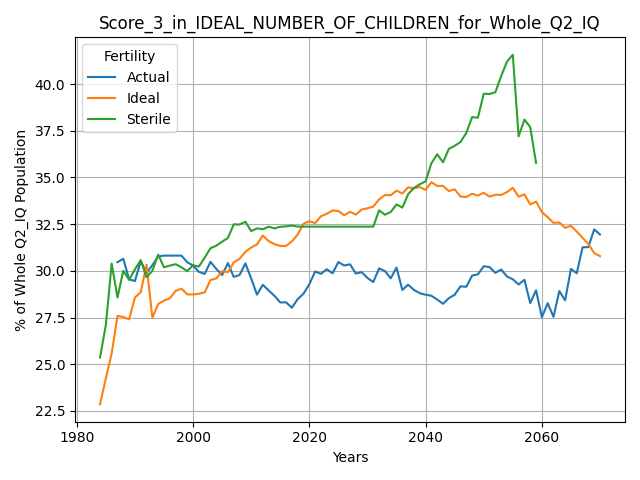 Score_3_in_IDEAL_NUMBER_OF_CHILDREN_for_Whole_Q2_IQ
Fertility
Actual
Ideal
Sterile
% of Whole Q2_IQ Population
40.0
37.5
35.0
32.5
30.0
27.5
25.0
22.5
1980
2000
2020
2040
2060
Years